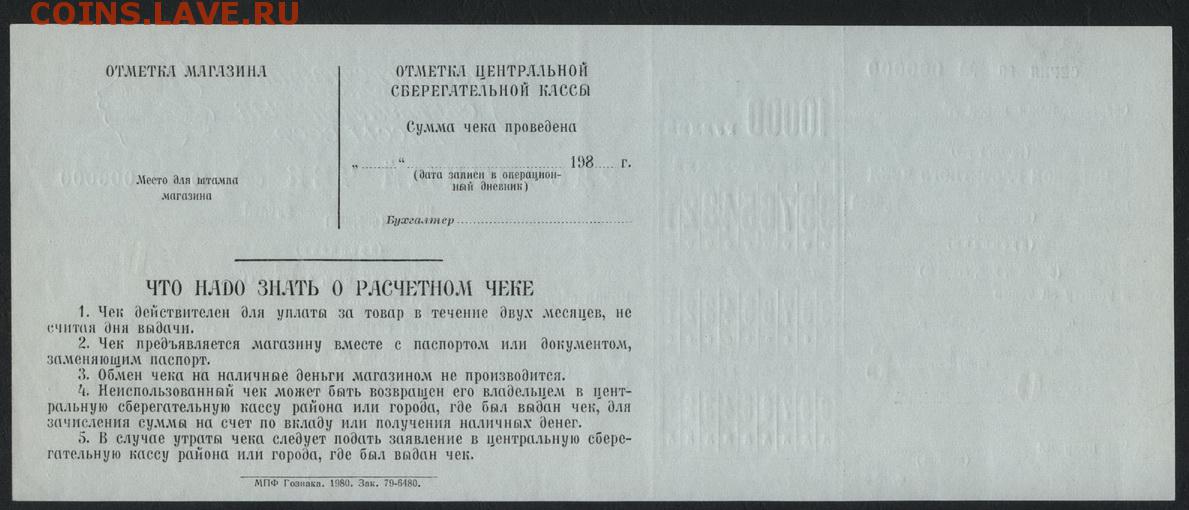 COINS.LAVE.RU
ОТМЕТКА МАГАЗИНА
Место для штампа
магазина
ОТМЕТКА ЦЕНТРАЛЬНОЙ
СБЕРЕГАТЕЛЬНОЙ КАССЫ
Сумма чека проведена
„........“................................ 198..... г.
(дата записи в операцион-
ный дневник)
Бухгалтер................................
ЧТО НАДО ЗНАТЬ О РАСЧЕТНОМ ЧЕКЕ
1. Чек действителен для уплаты за товар в течение двух месяцев, не
считая дня выдачи.
2. Чек предъявляется магазину вместе с паспортом или документом,
заменяющим паспорт.
3. Обмен чека на наличные деньги магазином не производится.
4. Неиспользованный чек может быть возвращен его владельцем в цент-
ральную сберегательную кассу района или города, где был выдан чек, для
зачисления суммы на счет по вкладу или получения наличных денег.
5. В случае утраты чека следует подать заявление в центральную сбере-
гательную кассу района или города, где был выдан чек.
МПФ Гознака. 1980. Зак. 79-6480.